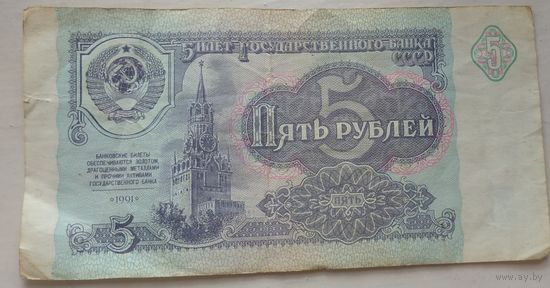 Билет Государственного Банка
СССР
5
5
Пять рублей
БАНКОВСКИЕ БИЛЕТЫ
ОБЕСПЕЧИВАЮТСЯ ЗОЛОТОМ,
ДРАГОЦЕННЫМИ МЕТАЛЛАМИ
И ПРОЧИМИ АКТИВАМИ
ГОСУДАРСТВЕННОГО БАНКА
*1991*
ПЯТЬ
5
www.ay.by